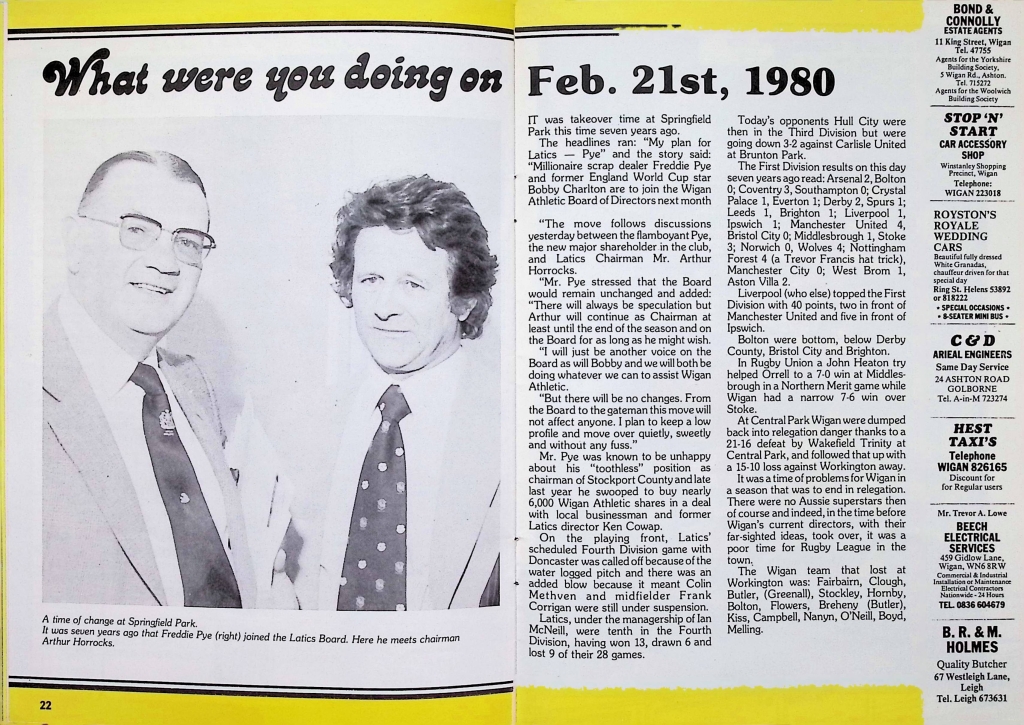 What were you doing on Feb. 21st, 1980
A time of change at Springfield Park.
It was seven years ago that Freddie Pye (right) joined the Latics Board. Here he meets chairman
Arthur Horrocks.
22
IT was takeover time at Springfield
Park this time seven years ago.
The headlines ran: "My plan for
Latics — Pye" and the story said:
"Millionaire scrap dealer Freddie Pye
and former England World Cup star
Bobby Charlton are to join the Wigan
Athletic Board of Directors next month
"The move follows discussions
yesterday between the flamboyant Pye,
the new major shareholder in the club,
and Latics Chairman Mr. Arthur
Horrocks.
"Mr. Pye stressed that the Board
would remain unchanged and added:
"There will always be speculation but
Arthur will continue as Chairman at
least until the end of the season and on
the Board for as long as he might wish.
"I will just be another voice on the
Board as will Bobby and we will both be
doing whatever we can to assist Wigan
Athletic.
"But there will be no changes. From
the Board to the gateman this move will
not affect anyone. I plan to keep a low
profile and move over quietly, sweetly
and without any fuss."
Mr. Pye was known to be unhappy
about his "toothless" position as
chairman of Stockport County and late
last year he swooped to buy nearly
6,000 Wigan Athletic shares in a deal
with local businessman and former
Latics director Ken Cowap.
On the playing front, Latics'
scheduled Fourth Division game with
Doncaster was called off because of the
water logged pitch and there was an
added blow because it meant Colin
Methven and midfielder Frank
Corrigan were still under suspension.
Latics, under the managership of Ian
McNeill, were tenth in the Fourth
Division, having won 13, drawn 6 and
lost 9 of their 28 games.
Today's opponents Hull City were
then in the Third Division but were
going down 3-2 against Carlisle United
at Brunton Park.
The First Division results on this day
seven years ago read: Arsenal 2, Bolton
0; Coventry 3, Southampton 0; Crystal
Palace 1, Everton 1; Derby 2, Spurs 1;
Leeds 1, Brighton 1; Liverpool 1,
Ipswich 1; Manchester United 4,
Bristol City 0; Middlesbrough 1, Stoke
3; Norwich 0, Wolves 4; Nottingham
Forest 4 (a Trevor Francis hat trick),
Manchester City 0; West Brom 1,
Aston Villa 2.
Liverpool (who else) topped the First
Division with 40 points, two in front of
Manchester United and five in front of
Ipswich.
Bolton were bottom, below Derby
County, Bristol City and Brighton.
In Rugby Union a John Heaton try
helped Orrell to a 7-0 win at Middles-
brough in a Northern Merit game while
Wigan had a narrow 7-6 win over
Stoke.
At Central Park Wigan were dumped
back into relegation danger thanks to a
21-16 defeat by Wakefield Trinity at
Central Park, and followed that up with
a 15-10 loss against Workington away.
It was a time of problems for Wigan in
a season that was to end in relegation.
There were no Aussie superstars then
of course and indeed, in the time before
Wigan's current directors, with their
far-sighted ideas, took over, it was a
poor time for Rugby League in the
town.
The Wigan team that lost at
Workington was: Fairbairn, Clough,
Butler, (Greenall), Stockley, Hornby,
Bolton, Flowers, Breheny (Butler),
Kiss, Campbell, Nanyn, O'Neill, Boyd,
Melling.
BOND &
CONNOLLY
ESTATE AGENTS
11 King Street, Wigan
Tel. 47755
Agents for the Yorkshire
Building Society,
5 Wigan Rd., Ashton.
Tel. 715272
Agents for the Woolwich
Building Society
STOP 'N'
START
CAR ACCESSORY
SHOP
Winstanley Shopping
Precinct, Wigan
Telephone:
WIGAN 223018
ROYSTON'S
ROYALE
WEDDING
CARS
Beautiful fully dressed
White Granadas,
chauffeur driven for that
special day
Ring St. Helens 53892
or 818222
• SPECIAL OCCASIONS •
• 8-SEATER MINI BUS •
C & D
ARIEAL ENGINEERS
Same Day Service
24 ASHTON ROAD
GOLBORNE
Tel. A-in-M 723274
HEST
TAXI'S
Telephone
WIGAN 826165
Discount for
for Regular users
Mr. Trevor A. Lowe
BEECH
ELECTRICAL
SERVICES
459 Gidlow Lane,
Wigan, WN6 8RW
Commercial & Industrial
Installation or Maintenance
Electrical Contractors
Nationwide - 24 Hours
TEL. 0836 604679
B. R. & M.
HOLMES
Quality Butcher
67 Westleigh Lane,
Leigh
Tel. Leigh 673631